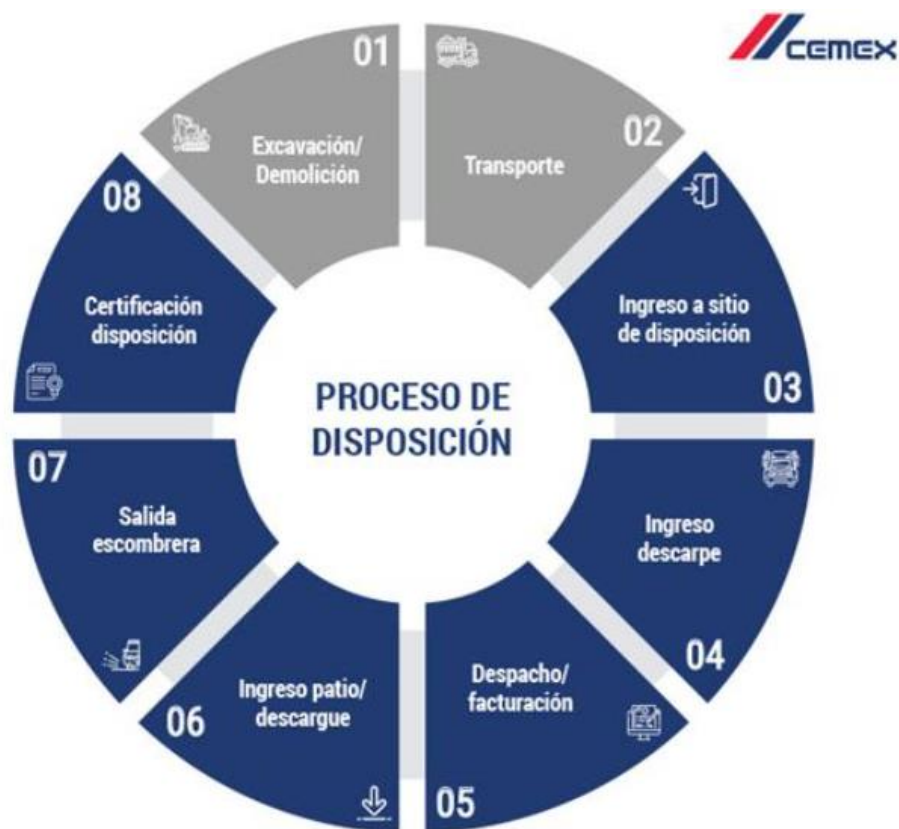 CEMEX
01
Excavación/
Demolición
02
Transporte
Ingreso a sitio
de disposición
03
Ingreso
descarpe
04
Despacho/
facturación
05
Ingreso patio/
descargue
06
07
Salida
escombrera
08
Certificación
disposición
PROCESO DE
DISPOSICIÓN